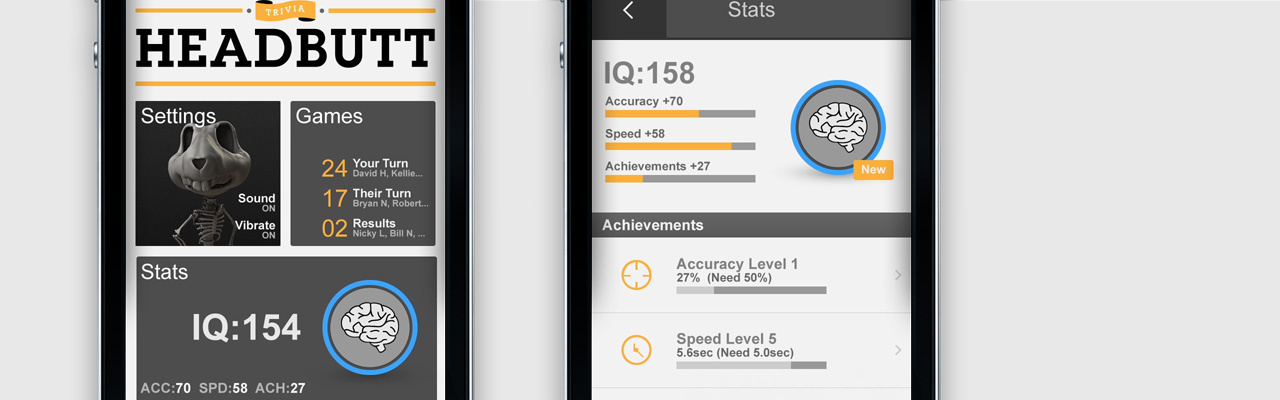 TRIVIA
HEADBUTT
Settings
Sound
ON
Vibrate
ON
Games
24 Your Turn
David H, Kellie...
17 Their Turn
Bryan N, Robert...
02 Results
Nicky L, Bill N, ...
Stats
IQ:154
ACC:70 SPD:58 ACH:27
Stats
IQ:158
Accuracy +70
Speed +58
Achievements +27
New
Achievements
Accuracy Level 1
27% (Need 50%)
Speed Level 5
5.6sec (Need 5.0sec)